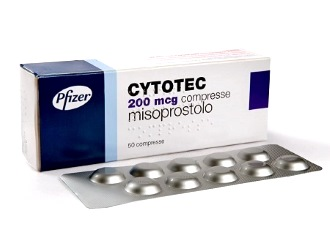 Pfizer
CYTOTEC
200 mcg compresse
misoprostolo
60 compresse